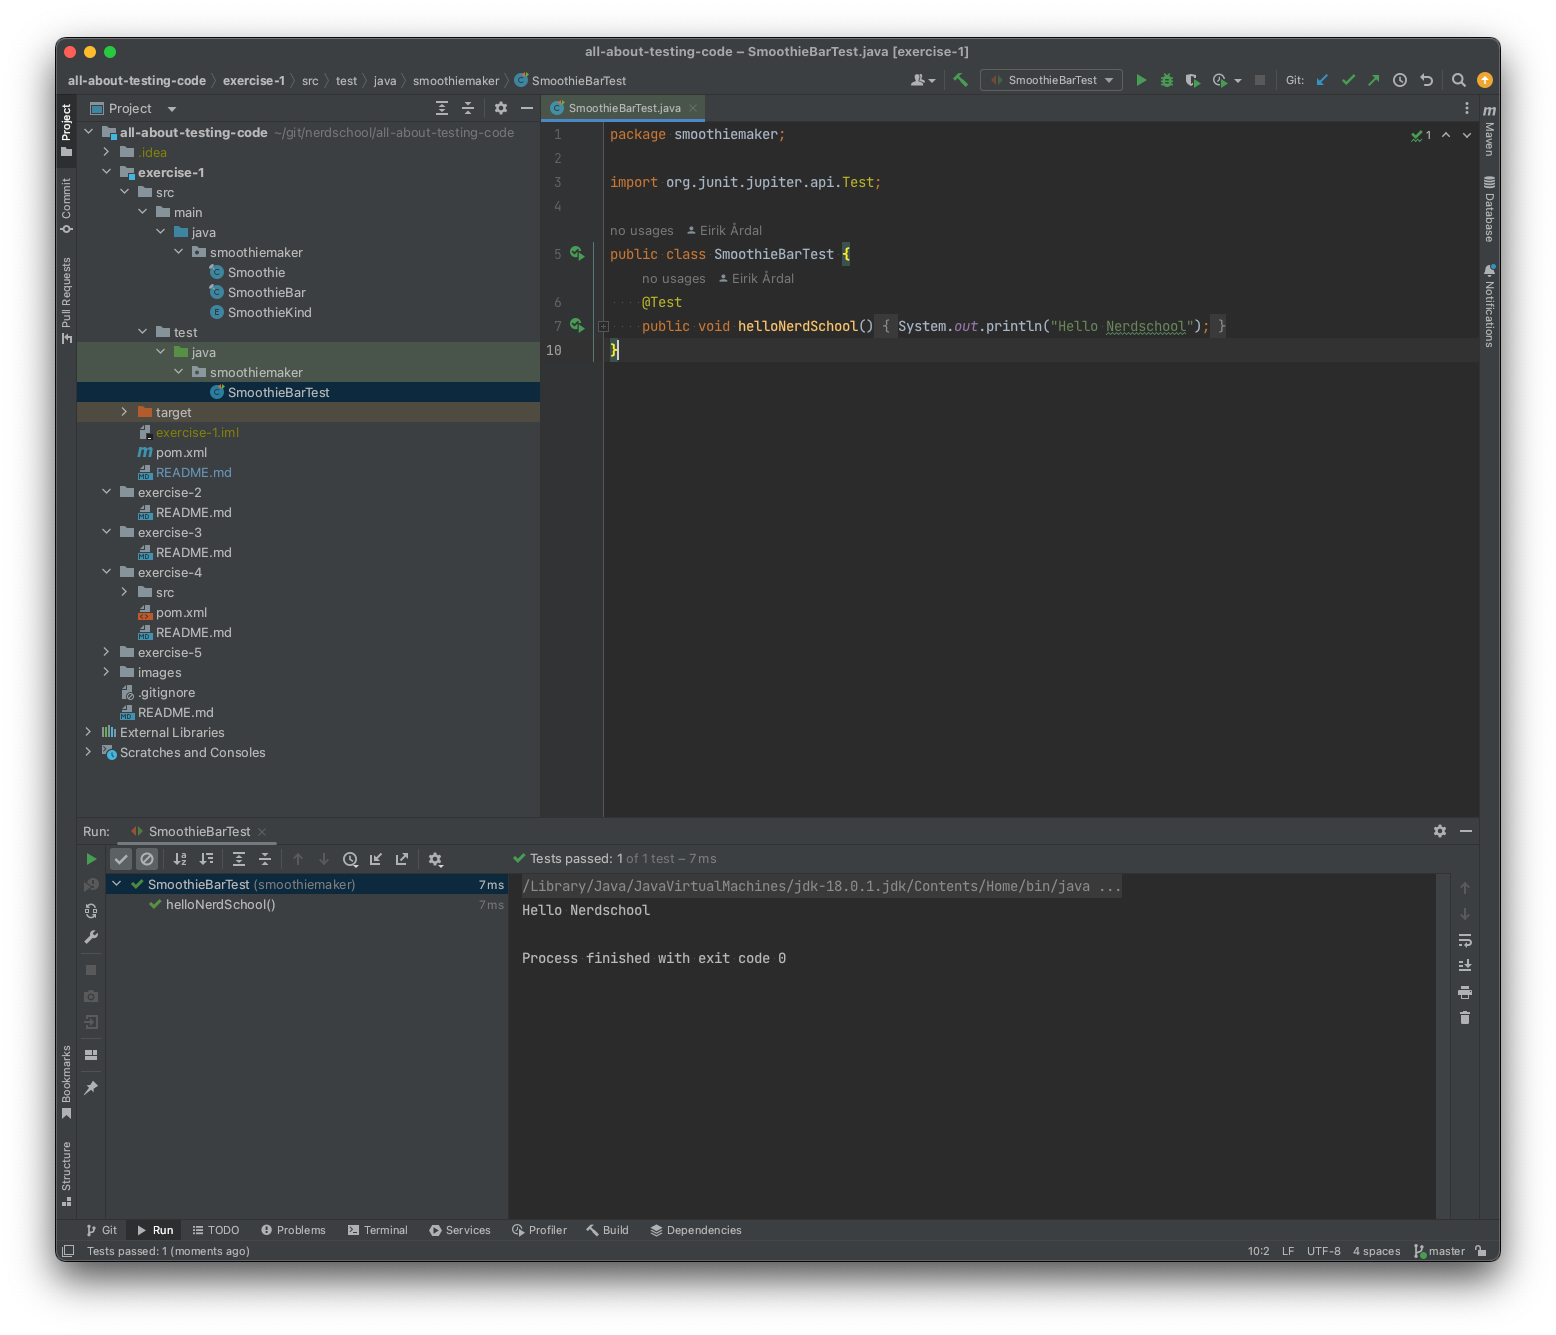 all-about-testing-code – SmoothieBarTest.java [exercise-1]
all-about-testing-code exercise-1 src test java smoothiemaker SmoothieBarTest
SmoothieBarTest
Git:
Project
Commit
Pull Requests
Bookmarks
Structure
Project
all-about-testing-code ~/git/nerdschool/all-about-testing-code
.idea
exercise-1
src
main
java
smoothiemaker
Smoothie
SmoothieBar
SmoothieKind
test
java
smoothiemaker
SmoothieBarTest
target
exercise-1.iml
pom.xml
README.md
exercise-2
README.md
exercise-3
README.md
exercise-4
src
pom.xml
README.md
exercise-5
images
.gitignore
README.md
External Libraries
Scratches and Consoles
SmoothieBarTest.java
1 package smoothiemaker;
1
2
3 import org.junit.jupiter.api.Test;
4
no usages Eirik Årdal
5 public class SmoothieBarTest {
no usages Eirik Årdal
6 @Test
7 public void helloNerdSchool() { System.out.println("Hello Nerdschool"); }
10 }
Maven
Database
Notifications
Run: SmoothieBarTest
Tests passed: 1 of 1 test – 7 ms
SmoothieBarTest (smoothiemaker) 7 ms
helloNerdSchool() 7 ms
/Library/Java/JavaVirtualMachines/jdk-18.0.1.jdk/Contents/Home/bin/java ...
Hello Nerdschool
Process finished with exit code 0
Git Run TODO Problems Terminal Services Profiler Build Dependencies
Tests passed: 1 (moments ago)
10:2 LF UTF-8 4 spaces master